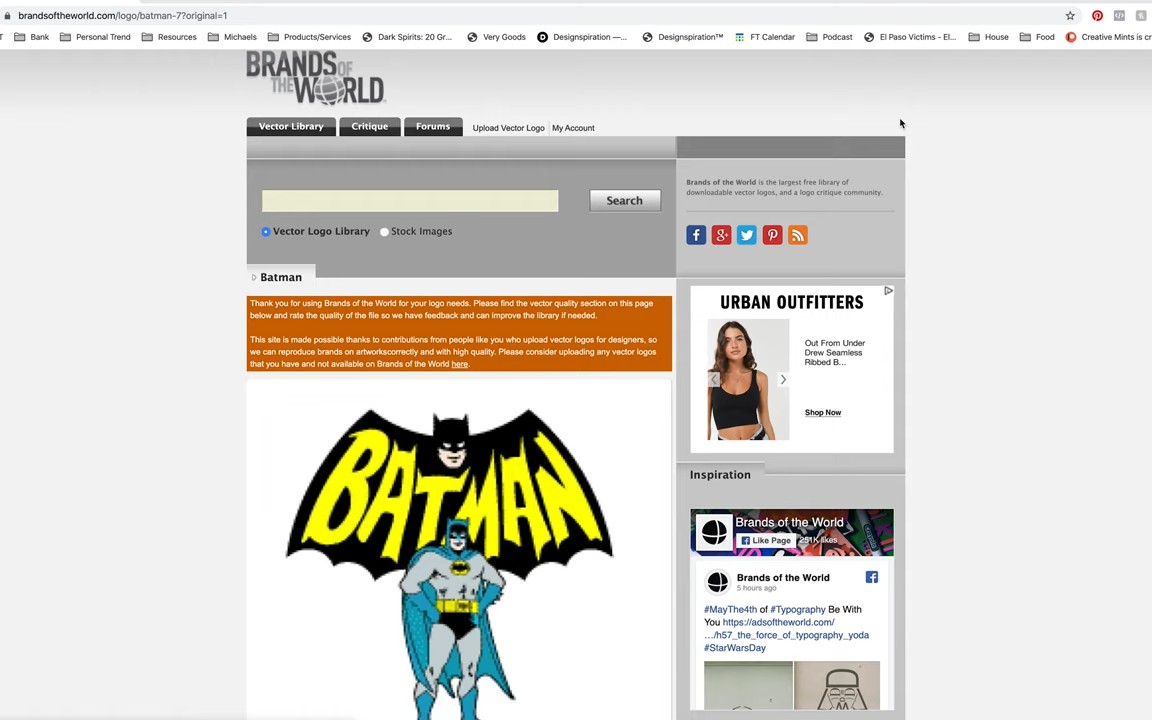 brandsoftheworld.com/logo/batman-7?original=1
Bank Personal Trend Resources Michaels Products/Services Dark Spirits: 20 Gr... Very Goods Designspiration —... Designspiration™ FT Calendar Podcast El Paso Victims - El... House Food Creative Mints is cr
BRANDS OF
THE WORLD
Vector Library Critique Forums Upload Vector Logo My Account
Brands of the World is the largest free library of
downloadable vector logos, and a logo critique community.
Search
Vector Logo Library Stock Images
Batman
Thank you for using Brands of the World for your logo needs. Please find the vector quality section on this page
below and rate the quality of the file so we have feedback and can improve the library if needed.
This site is made possible thanks to contributions from people like you who upload vector logos for designers, so
we can reproduce brands on artworkscorrectly and with high quality. Please consider uploading any vector logos
that you have and not available on Brands of the World here.
BATMAN
URBAN OUTFITTERS
Out From Under
Drew Seamless
Ribbed B...
Shop Now
Inspiration
Brands of the World
Like Page 251K likes
Brands of the World
5 hours ago
#MayThe4th of #Typography Be With
You https://adsoftheworld.com/
…/h57_the_force_of_typography_yoda
#StarWarsDay